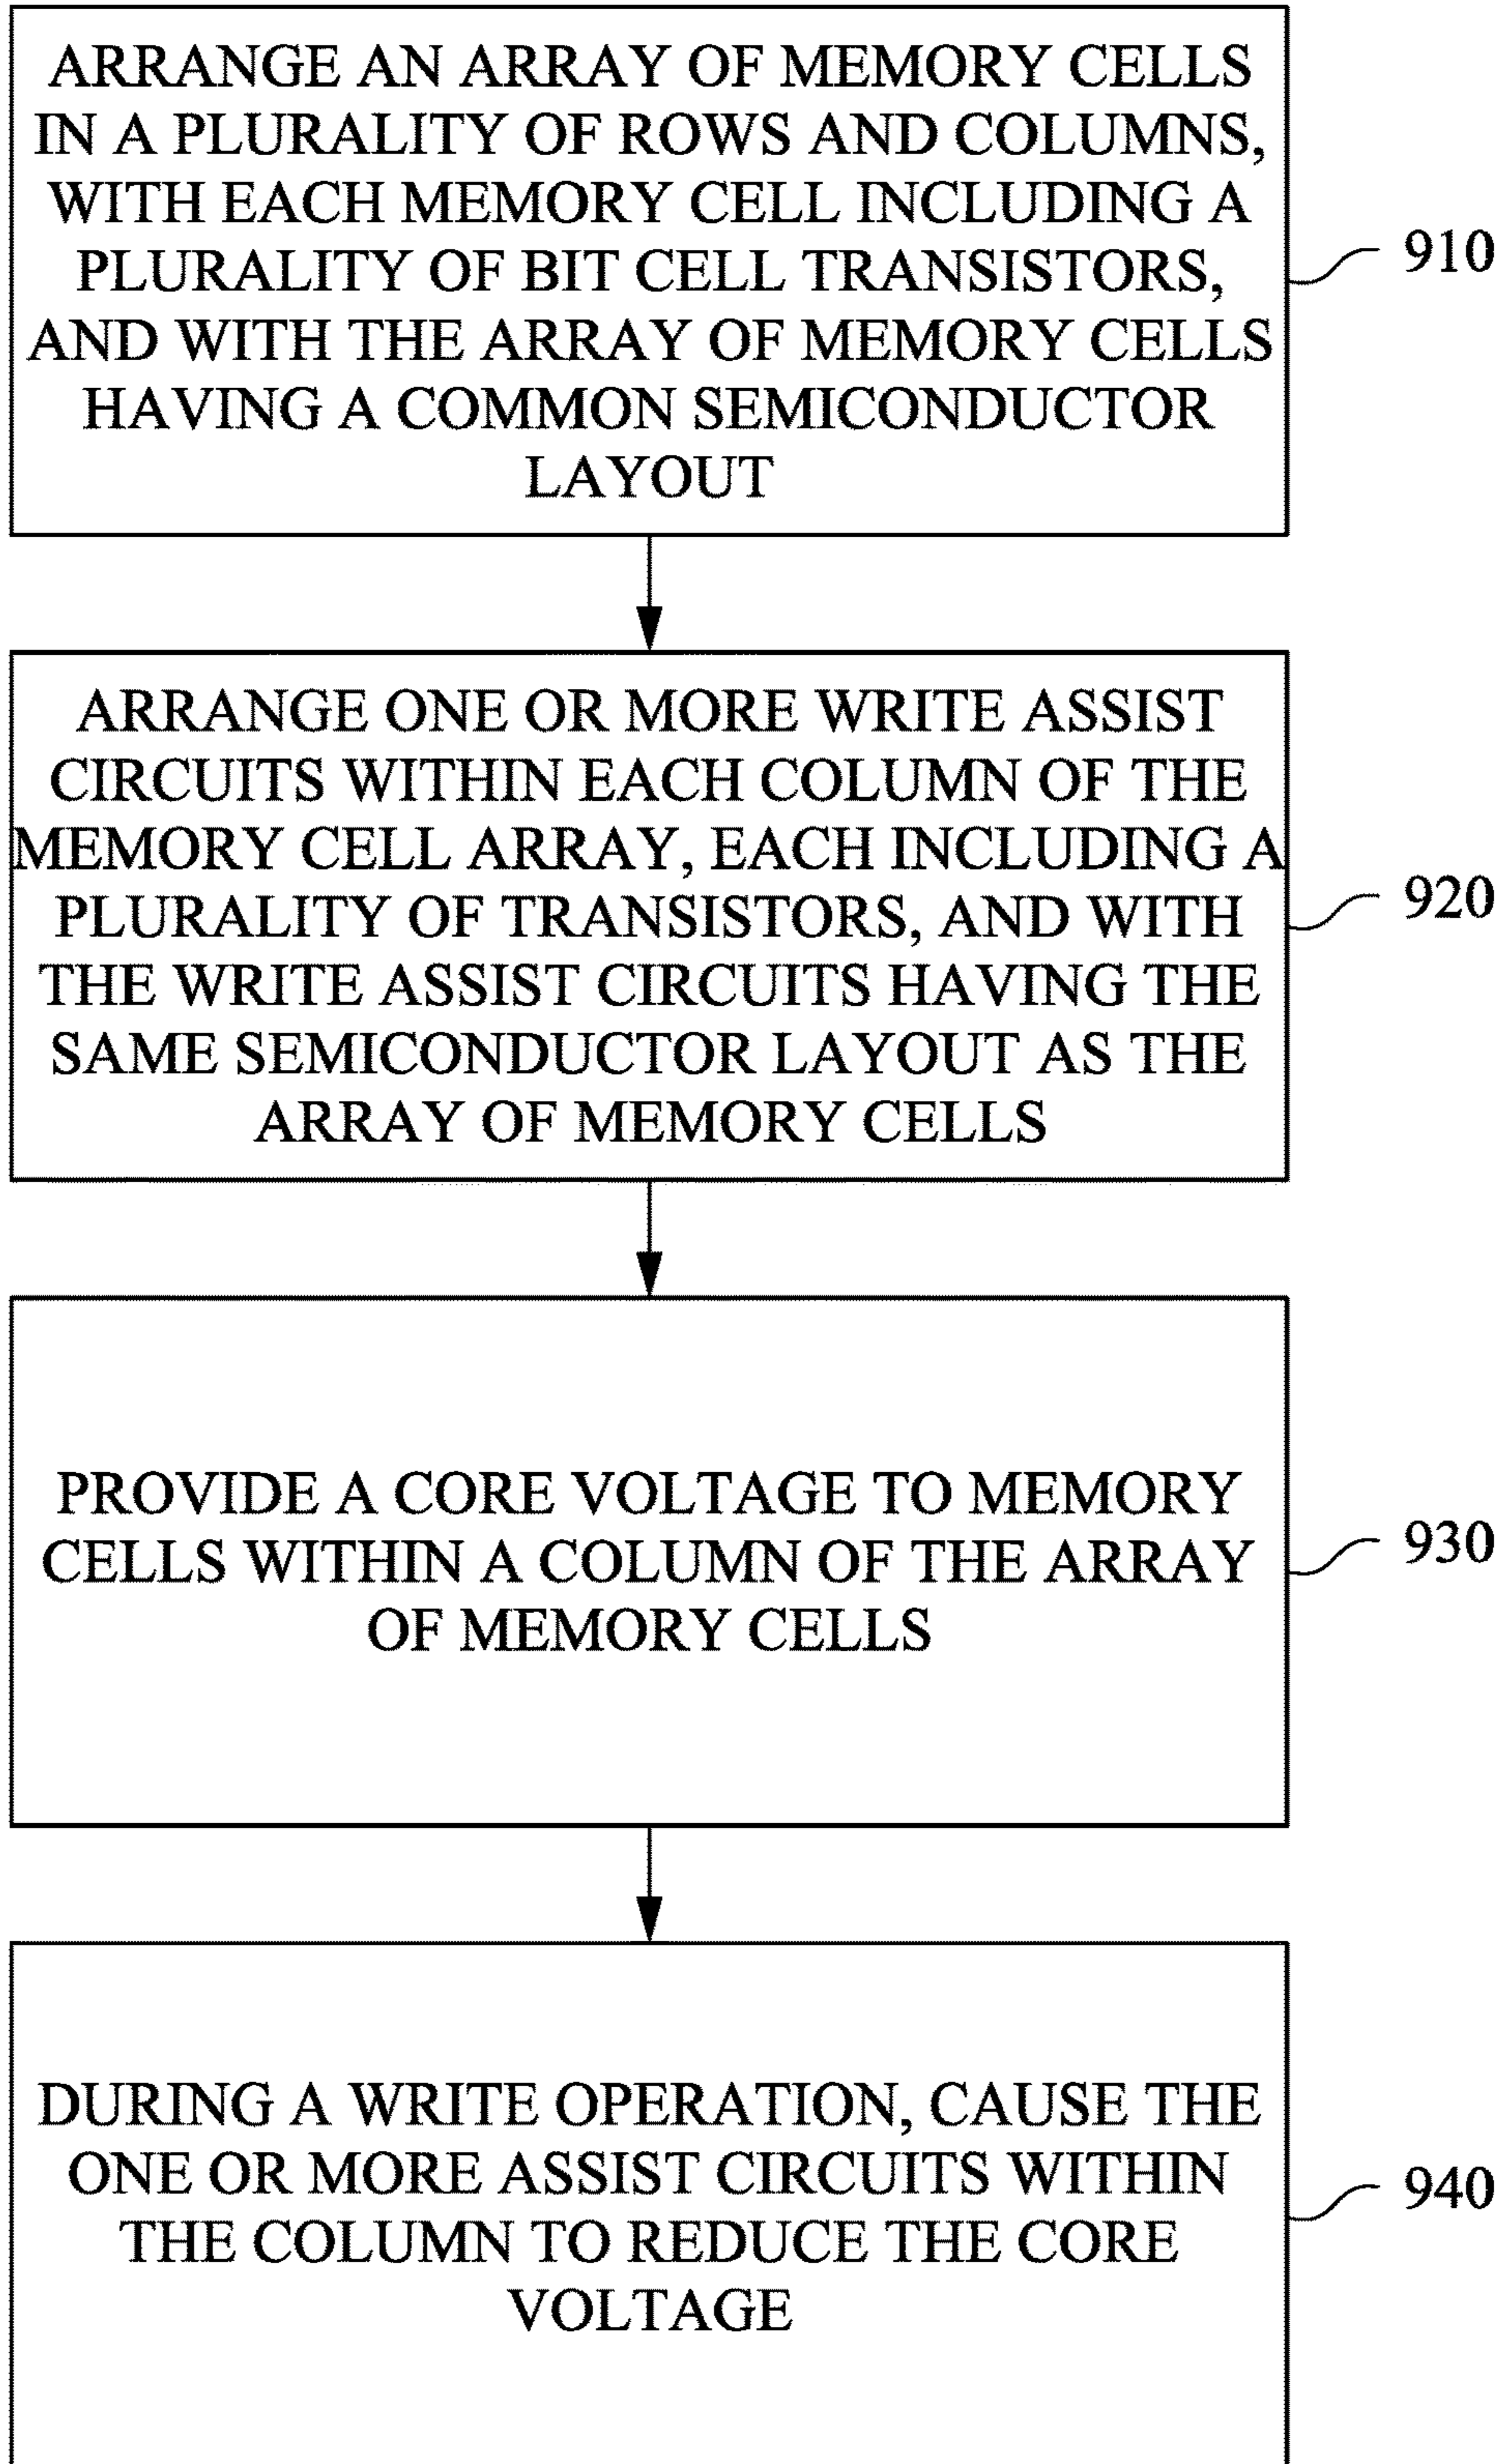 ARRANGE AN ARRAY OF MEMORY CELLS
IN A PLURALITY OF ROWS AND COLUMNS,
WITH EACH MEMORY CELL INCLUDING A
PLURALITY OF BIT CELL TRANSISTORS,
AND WITH THE ARRAY OF MEMORY CELLS
HAVING A COMMON SEMICONDUCTOR
LAYOUT
910
ARRANGE ONE OR MORE WRITE ASSIST
CIRCUITS WITHIN EACH COLUMN OF THE
MEMORY CELL ARRAY, EACH INCLUDING A
PLURALITY OF TRANSISTORS, AND WITH
THE WRITE ASSIST CIRCUITS HAVING THE
SAME SEMICONDUCTOR LAYOUT AS THE
ARRAY OF MEMORY CELLS
920
PROVIDE A CORE VOLTAGE TO MEMORY
CELLS WITHIN A COLUMN OF THE ARRAY
OF MEMORY CELLS
930
DURING A WRITE OPERATION, CAUSE THE
ONE OR MORE ASSIST CIRCUITS WITHIN
THE COLUMN TO REDUCE THE CORE
VOLTAGE
940